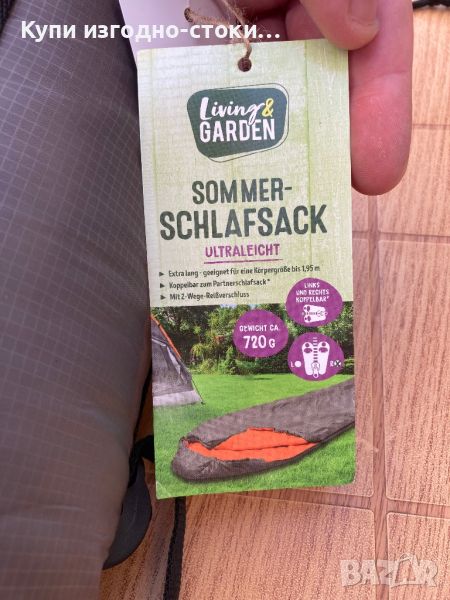 Купи изгодно-стоки...
Living &
GARDEN
SOMMER-
SCHLAFSACK
ULTRALEICHT
▸ Extra lang - geeignet für eine Körpergröße bis 1,95 m
▸ Koppelbar zum Partnerschlafsack*
▸ Mit 2-Wege-Reißverschluss
LINKS
UND RECHTS
KOPPELBAR*
GEWICHT CA.
720 G
L R
BAZAR